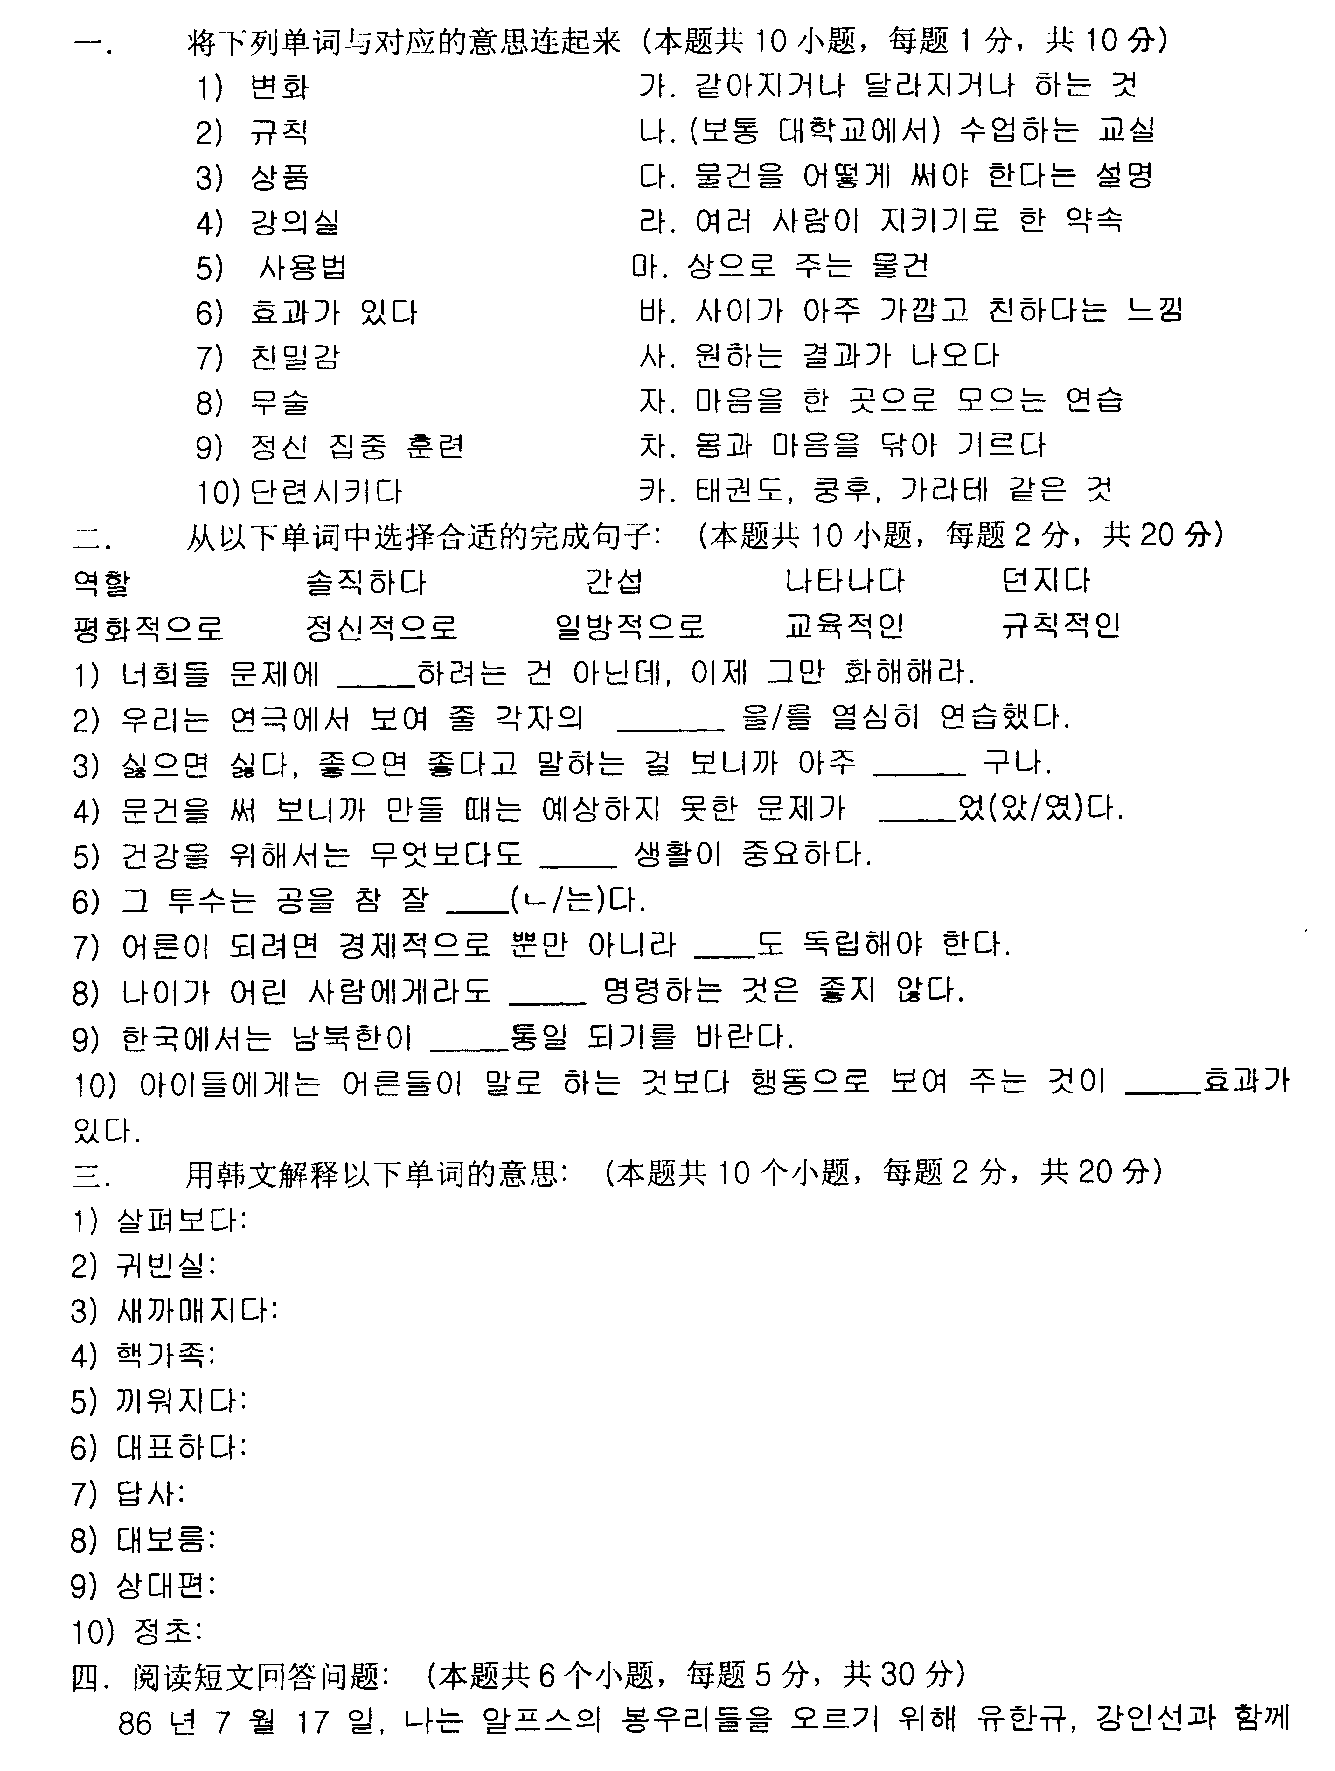 一. 将下列单词与对应的意思连起来（本题共 10 小题，每题 1 分，共 10 分）
1) 변화 가. 같아지거나 달라지거나 하는 것
2) 규칙 나. (보통 대학교에서) 수업하는 교실
3) 상품 다. 물건을 어떻게 써야 한다는 설명
4) 강의실 라. 여러 사람이 지키기로 한 약속
5) 사용법 마. 상으로 주는 물건
6) 효과가 있다 바. 사이가 아주 가깝고 친하다는 느낌
7) 친밀감 사. 원하는 결과가 나오다
8) 무술 자. 마음을 한 곳으로 모으는 연습
9) 정신 집중 훈련 차. 몸과 마음을 닦아 기르다
10) 단련시키다 카. 태권도, 쿵후, 가라테 같은 것
二. 从以下单词中选择合适的完成句子：（本题共 10 小题，每题 2 分，共 20 分）
역할 솔직하다 간섭 나타나다 던지다
평화적으로 정신적으로 일방적으로 교육적인 규칙적인
1) 너희들 문제에 _____하려는 건 아닌데, 이제 그만 화해해라.
2) 우리는 연극에서 보여 줄 각자의 _______ 을/를 열심히 연습했다.
3) 싫으면 싫다, 좋으면 좋다고 말하는 걸 보니까 아주 ______ 구나.
4) 문건을 써 보니까 만들 때는 예상하지 못한 문제가 _____었(았/였)다.
5) 건강을 위해서는 무엇보다도 _____ 생활이 중요하다.
6) 그 투수는 공을 참 잘 ____(ㄴ/는)다.
7) 어른이 되려면 경제적으로 뿐만 아니라 ____도 독립해야 한다.
8) 나이가 어린 사람에게라도 _____ 명령하는 것은 좋지 않다.
9) 한국에서는 남북한이 _____통일 되기를 바란다.
10) 아이들에게는 어른들이 말로 하는 것보다 행동으로 보여 주는 것이 _____효과가
있다.
三. 用韩文解释以下单词的意思：（本题共 10 个小题，每题 2 分，共 20 分）
1) 살펴보다:
2) 귀빈실:
3) 새까매지다:
4) 핵가족:
5) 끼워지다:
6) 대표하다:
7) 답사:
8) 대보름:
9) 상대편:
10) 정초:
四. 阅读短文回答问题：（本题共 6 个小题，每题 5 分，共 30 分）
86 년 7 월 17 일, 나는 알프스의 봉우리들을 오르기 위해 유한규, 강인선과 함께